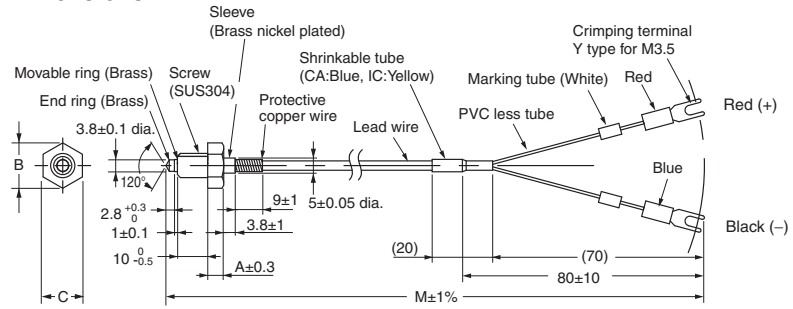 Sleeve
(Brass nickel plated)
Crimping terminal
Y type for M3.5
Shrinkable tube
(CA:Blue, IC:Yellow)
Movable ring (Brass)
Screw
(SUS304)
Marking tube (White)
Red
End ring (Brass)
Protective
copper wire
Red (+)
PVC less tube
3.8±0.1 dia.
Lead wire
B
120°
Blue
9±1
5±0.05 dia.
2.8 +0.3 0
3.8±1
Black (–)
1±0.1
(20)
(70)
10 0 -0.5
A±0.3
80±10
C
M±1%